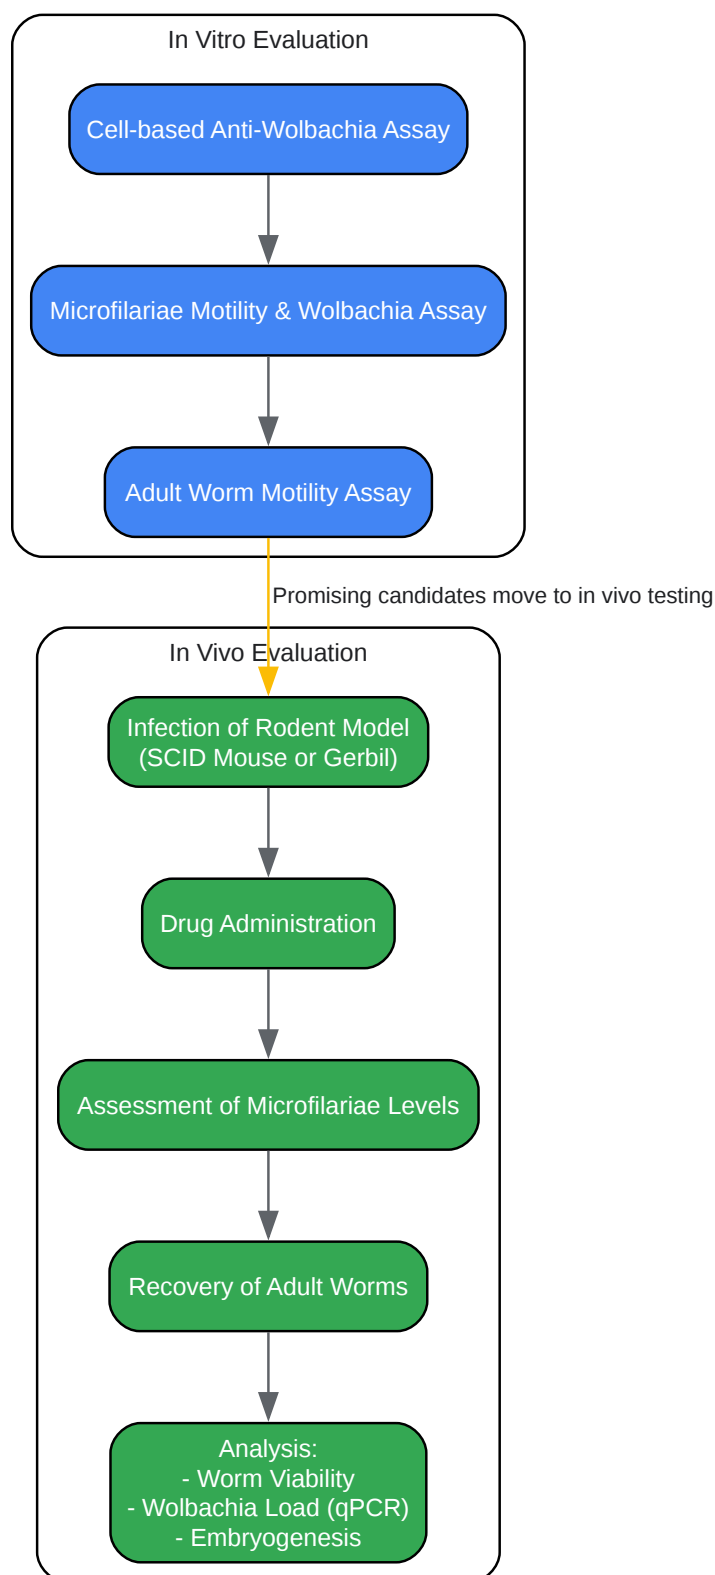 In Vitro Evaluation
Cell-based Anti-Wolbachia Assay
Microfilariae Motility & Wolbachia Assay
Adult Worm Motility Assay
Promising candidates move to in vivo testing
In Vivo Evaluation
Infection of Rodent Model
(SCID Mouse or Gerbil)
Drug Administration
Assessment of Microfilariae Levels
Recovery of Adult Worms
Analysis:
- Worm Viability
- Wolbachia Load (qPCR)
- Embryogenesis